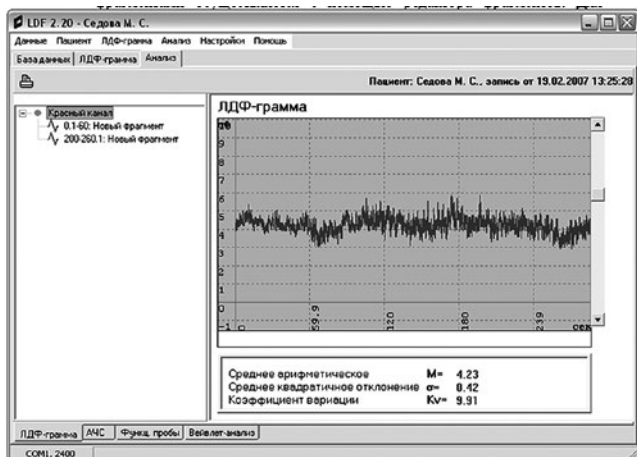 LDF 2.20 - Седова М. С.
Данные Пациент ЛДФ-грамма Анализ Настройки Помощь
База данных ЛДФ-грамма Анализ
Пациент: Седова М. С., запись от 19.02.2007 13:25:28
Красный канал
0.1-60: Новый фрагмент
200-260.1: Новый фрагмент
ЛДФ-грамма
9
8
7
6
5
4
3
2
1
0
-1
0
59.9
120
180
239
сек
Среднее арифметическое М= 4.23
Среднее квадратичное отклонение σ= 0.42
Коэффициент вариации Kv= 9.91
ЛДФ-грамма АЧС Функц. пробы Вейвлет-анализ
COM1, 2400